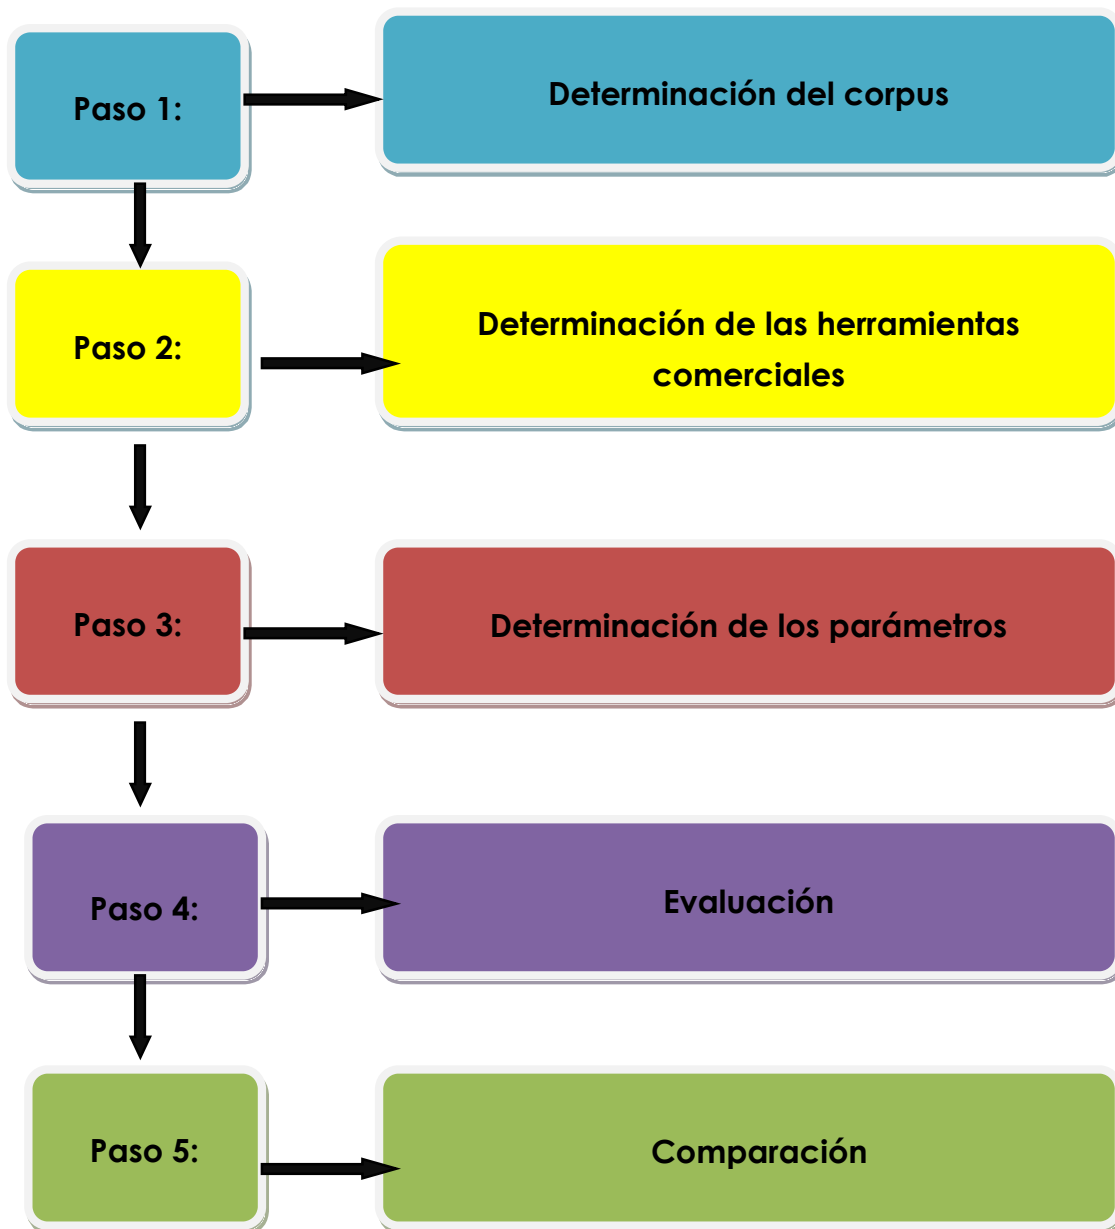 Paso 1:
Determinación del corpus
Paso 2:
Determinación de las herramientas
comerciales
Paso 3:
Determinación de los parámetros
Paso 4:
Evaluación
Paso 5:
Comparación